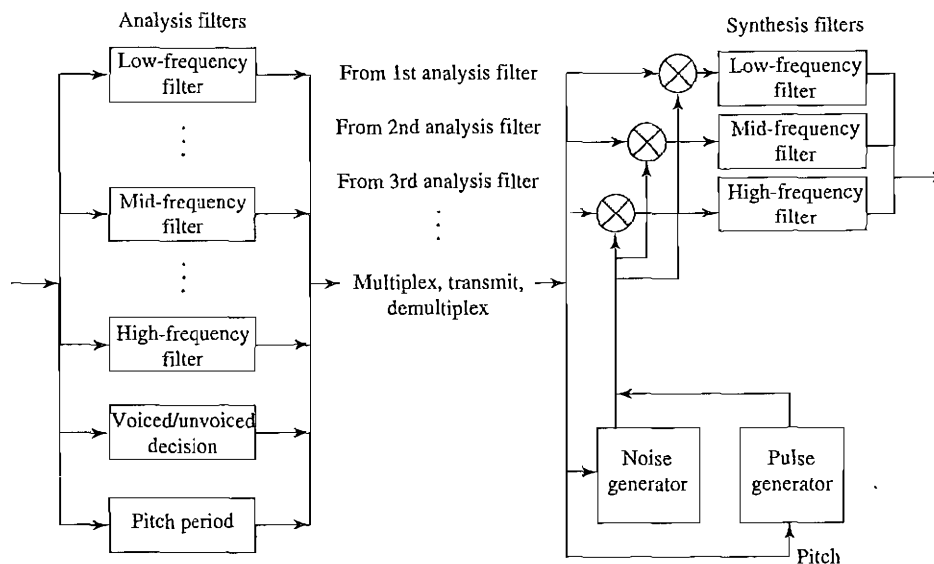 Analysis filters
Low-frequency
filter
Mid-frequency
filter
High-frequency
filter
Voiced/unvoiced
decision
Pitch period
From 1st analysis filter
From 2nd analysis filter
From 3rd analysis filter
Multiplex, transmit,
demultiplex
Synthesis filters
Low-frequency
filter
Mid-frequency
filter
High-frequency
filter
Noise
generator
Pulse
generator
Pitch